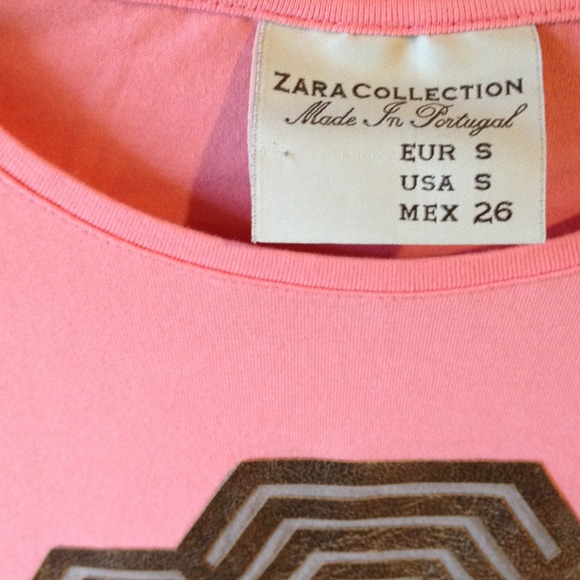 ZARA COLLECTION
Made In Portugal
EUR S
USA S
MEX 26